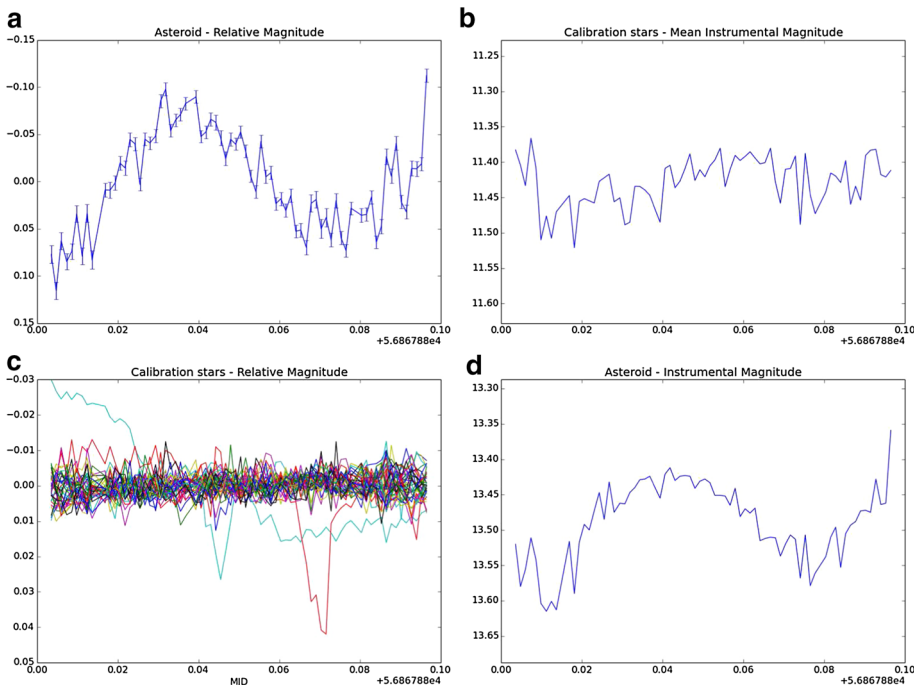 a
Asteroid - Relative Magnitude
−0.15
−0.10
−0.05
0.00
0.05
0.10
0.15
0.00 0.02 0.04 0.06 0.08 0.10
+5.686788e4
b
Calibration stars - Mean Instrumental Magnitude
11.25
11.30
11.35
11.40
11.45
11.50
11.55
11.60
0.00 0.02 0.04 0.06 0.08 0.10
+5.686788e4
c
Calibration stars - Relative Magnitude
−0.03
−0.02
−0.01
0.00
0.01
0.02
0.03
0.04
0.05
0.00 0.02 0.04 0.06 0.08 0.10
MID +5.686788e4
d
Asteroid - Instrumental Magnitude
13.30
13.35
13.40
13.45
13.50
13.55
13.60
13.65
0.00 0.02 0.04 0.06 0.08 0.10
+5.686788e4